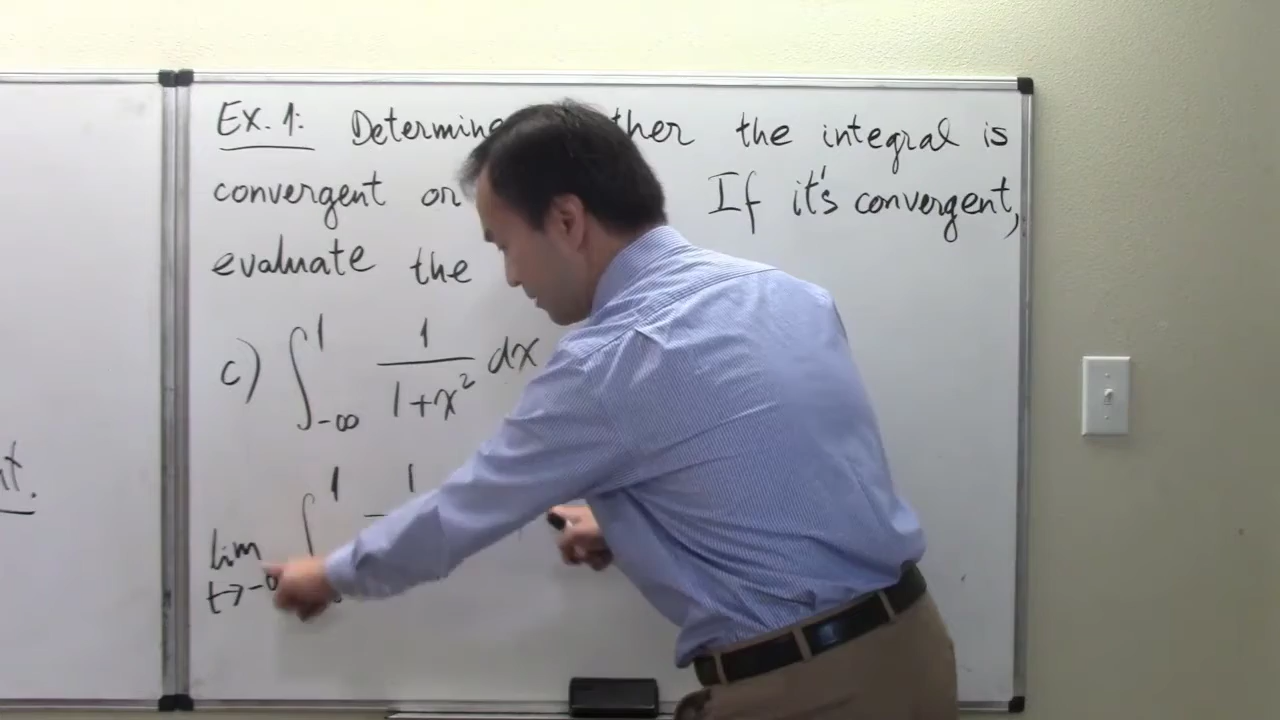 Ex. 1: Determine the integral is
convergent or If it's convergent,
evaluate the
c) ∫_{-∞}^{1} 1/(1+x²) dx
lim t→-∞ ∫^{1} 1